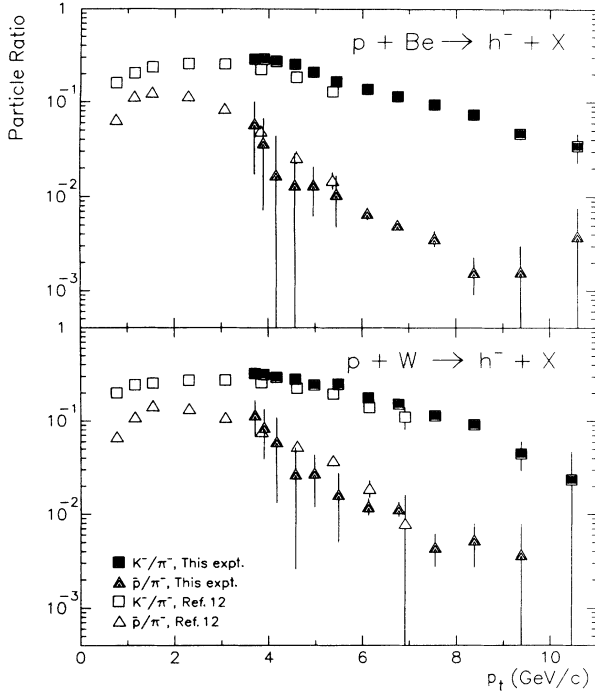 Particle Ratio
1
p + Be → h⁻ + X
10⁻¹
10⁻²
10⁻³
1
p + W → h⁻ + X
10⁻¹
10⁻²
10⁻³
K⁻/π⁻, This expt.
p̄/π⁻, This expt.
K⁻/π⁻, Ref. 12
p̄/π⁻, Ref. 12
0 2 4 6 8 10
pₜ (GeV/c)